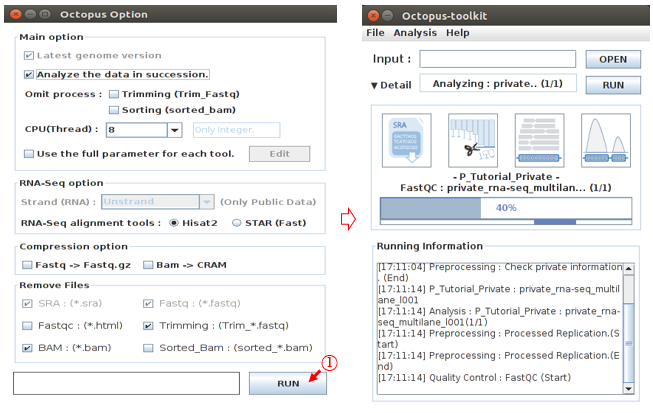 Octopus Option
Main option
Latest genome version
Analyze the data in succession.
Omit process : Trimming (Trim_Fastq)
Sorting (sorted_bam)
CPU(Thread) : 8 Only Integer.
Use the full parameter for each tool. Edit
RNA-Seq option
Strand (RNA) : Unstrand (Only Public Data)
RNA-Seq alignment tools : Hisat2 STAR (Fast)
Compression option
Fastq -> Fastq.gz Bam -> CRAM
Remove Files
SRA : (*.sra) Fastq : (*.fastq)
Fastqc : (*.html) Trimming : (Trim_*.fastq)
BAM : (*.bam) Sorted_Bam : (sorted_*.bam)
RUN 1
Octopus-toolkit
File Analysis Help
Input : OPEN
▼ Detail Analyzing : private.. (1/1) RUN
SRA
- P_Tutorial_Private -
FastQC : private_rna-seq_multilan... (1/1)
40%
Running Information
[17:11:04] Preprocessing : Check private information
. (End)
[17:11:14] P_Tutorial_Private : private_rna-seq_multil
ane_l001
[17:11:14] Analysis : P_Tutorial_Private : private_rna-
seq_multilane_l001(1/1)
[17:11:14] Preprocessing : Processed Replication.(S
tart)
[17:11:14] Preprocessing : Processed Replication.(E
nd)
[17:11:14] Quality Control : FastQC (Start)